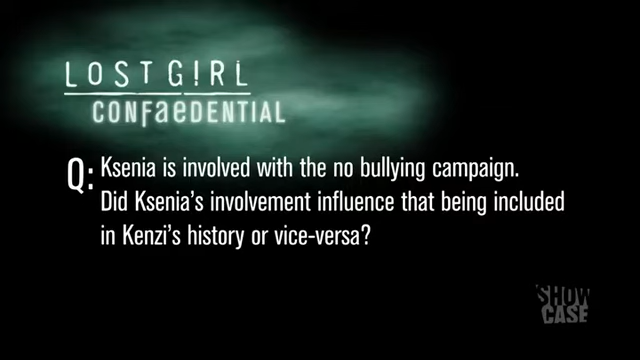 LOST G!RL
CONFAEDENTIAL
Q: Ksenia is involved with the no bullying campaign.
Did Ksenia's involvement influence that being included
in Kenzi's history or vice-versa?
SHOW
CASE